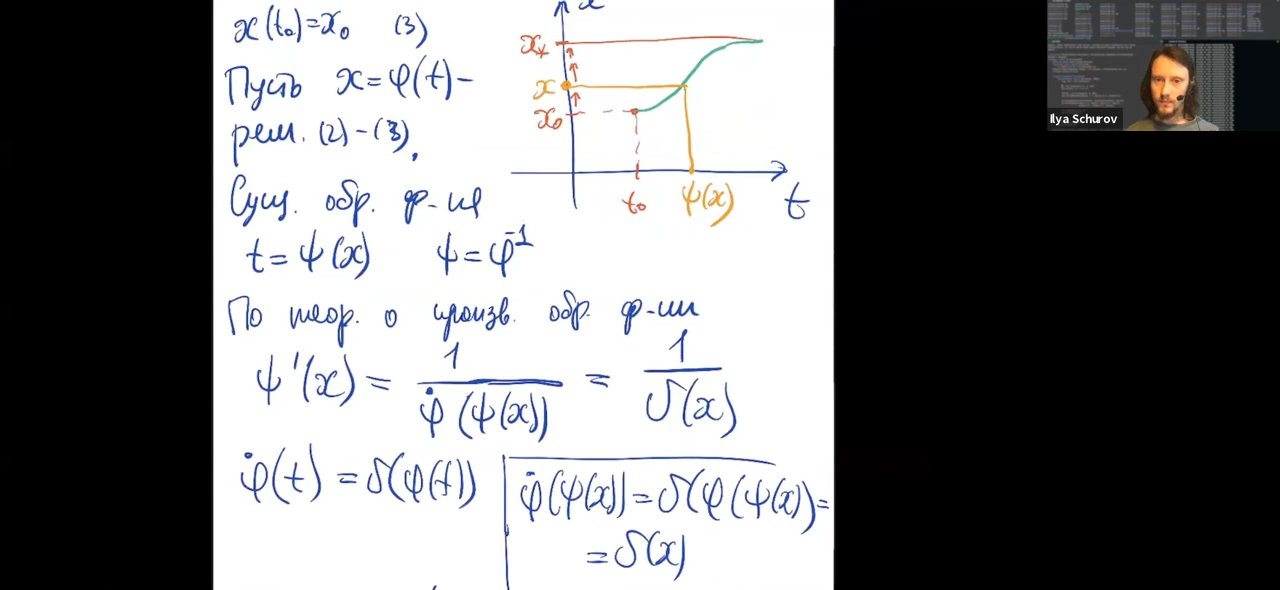 x(t₀)=x₀ (3)
Пусть x=φ(t)–
реш. (2)–(3).
Сущ. обр. ф-ия
t=ψ(x) ψ=φ⁻¹
x
x*
x
x₀
t₀ ψ(x) t
По теор. о произв. обр. ф-ии
ψ'(x) = 1/φ̇(ψ(x)) = 1/v(x)
φ̇(t) = v(φ(t))
φ̇(ψ(x))=v(φ(ψ(x))=
=v(x)
Ilya Schurov